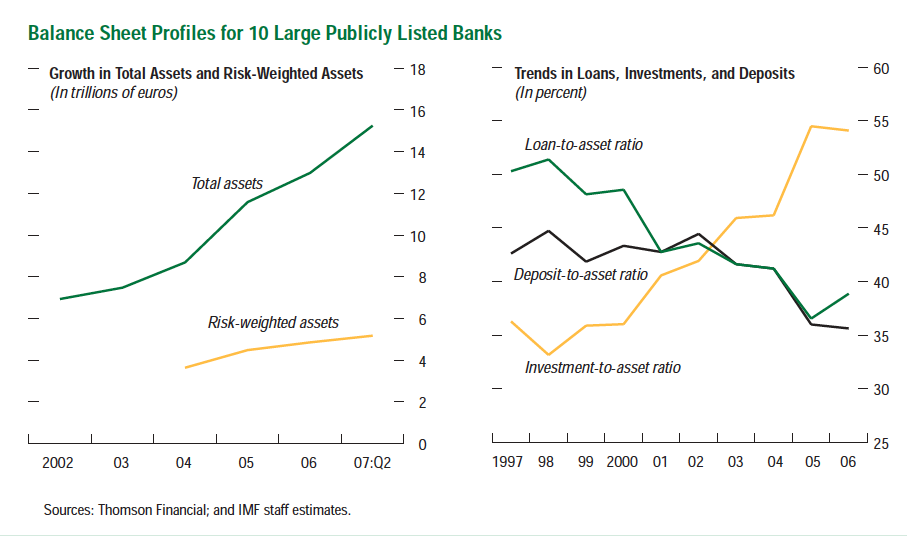 Balance Sheet Profiles for 10 Large Publicly Listed Banks
Growth in Total Assets and Risk-Weighted Assets
(In trillions of euros)
18
16
14
12
10
8
6
4
2
0
Total assets
Risk-weighted assets
2002 03 04 05 06 07:Q2
Trends in Loans, Investments, and Deposits
(In percent)
60
55
50
45
40
35
30
25
Loan-to-asset ratio
Deposit-to-asset ratio
Investment-to-asset ratio
1997 98 99 2000 01 02 03 04 05 06
Sources: Thomson Financial; and IMF staff estimates.